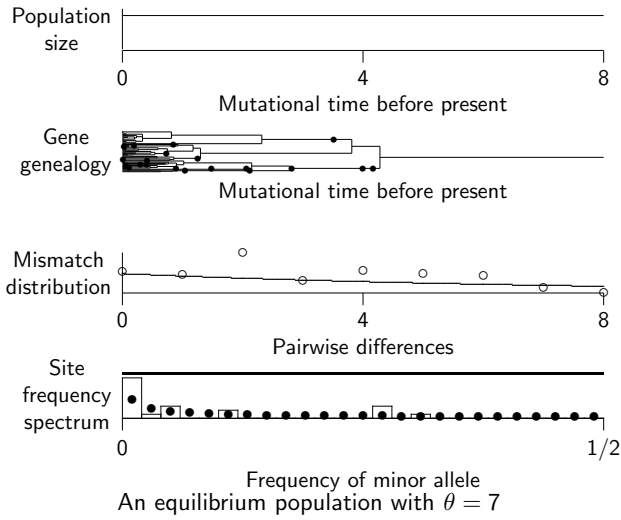 Population
size
0 4 8
Mutational time before present
Gene
genealogy
Mutational time before present
Mismatch
distribution
0 4 8
Pairwise differences
Site
frequency
spectrum
0 1/2
Frequency of minor allele
An equilibrium population with θ = 7